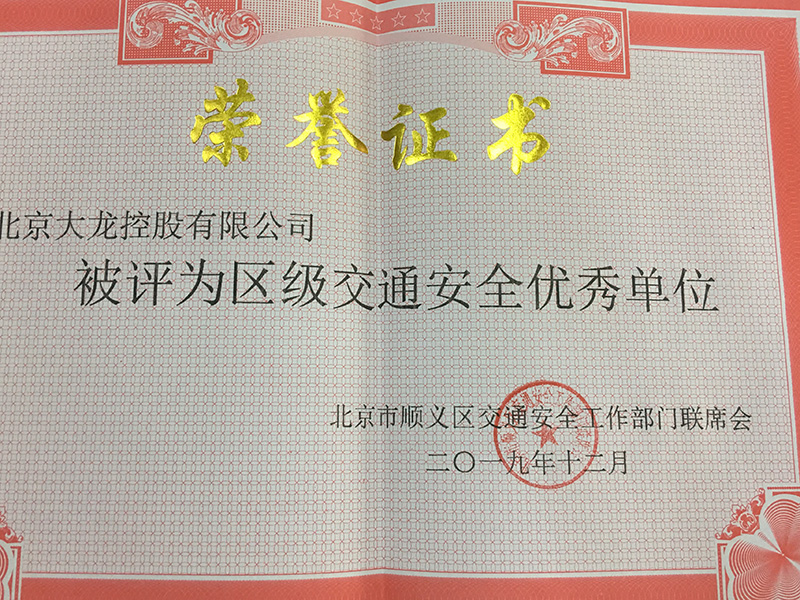 荣誉证书
北京大龙控股有限公司
被评为区级交通安全优秀单位
北京市顺义区交通安全工作部门联席会
二〇一九年十二月